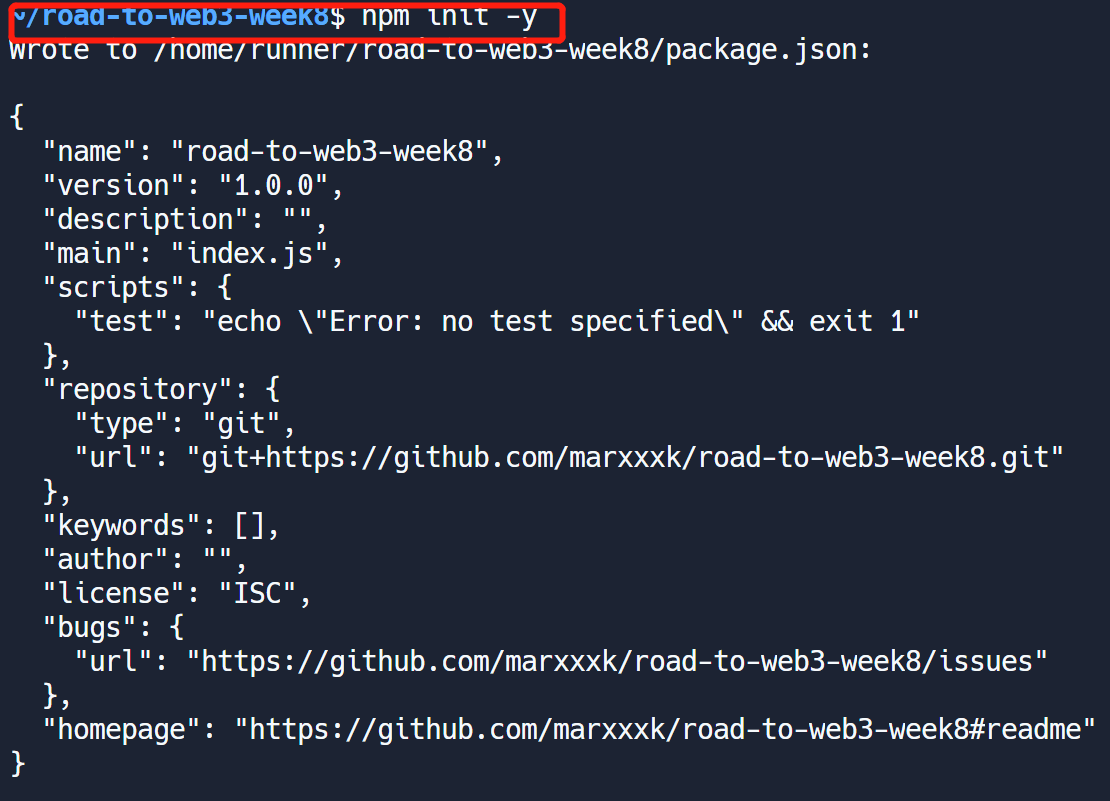 ~/road-to-web3-week8$ npm init -y
Wrote to /home/runner/road-to-web3-week8/package.json:
{
  "name": "road-to-web3-week8",
  "version": "1.0.0",
  "description": "",
  "main": "index.js",
  "scripts": {
    "test": "echo \"Error: no test specified\" && exit 1"
  },
  "repository": {
    "type": "git",
    "url": "git+https://github.com/marxxxk/road-to-web3-week8.git"
  },
  "keywords": [],
  "author": "",
  "license": "ISC",
  "bugs": {
    "url": "https://github.com/marxxxk/road-to-web3-week8/issues"
  },
  "homepage": "https://github.com/marxxxk/road-to-web3-week8#readme"
}